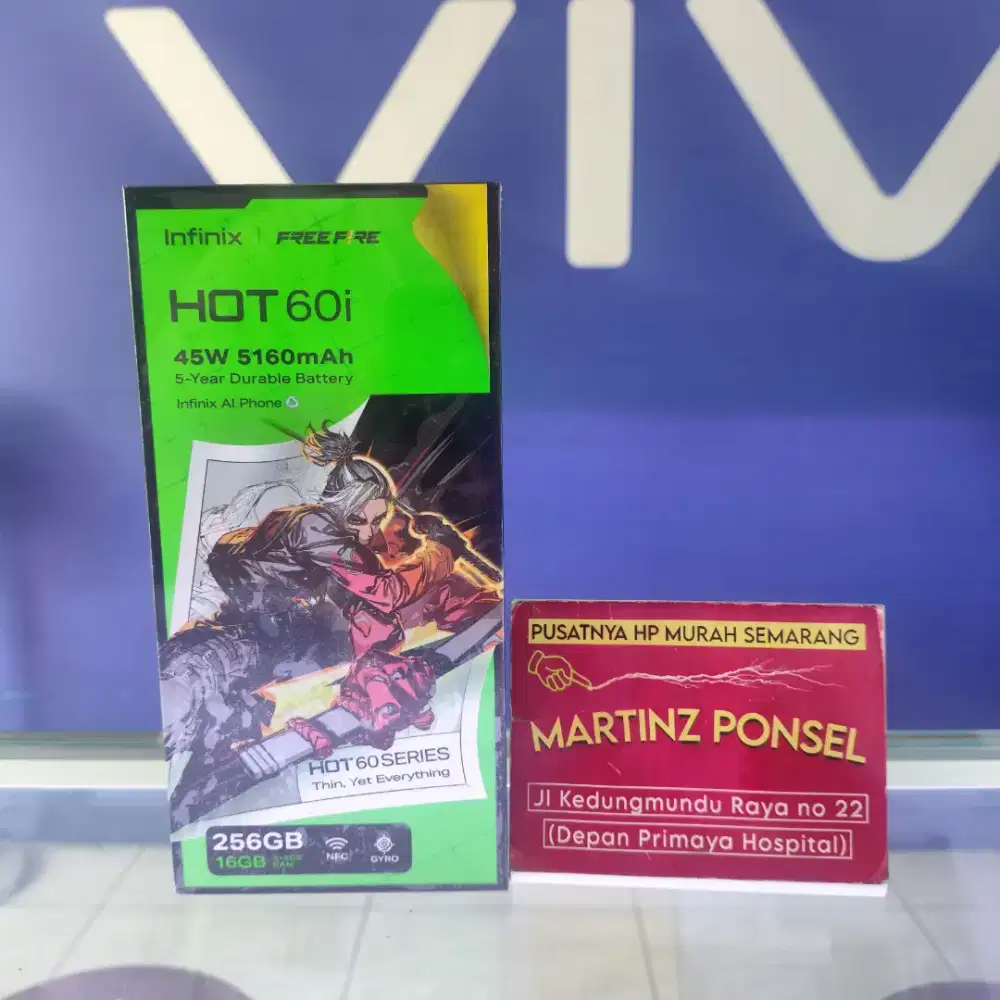 VIV
Infinix | FREE FIRE
HOT 60i
45W 5160mAh
5-Year Durable Battery
Infinix AI Phone
HOT 60 SERIES
Thin, Yet Everything
256GB
16GB
NFC
GYRO
PUSATNYA HP MURAH SEMARANG
MARTINZ PONSEL
Jl Kedungmundu Raya no 22
(Depan Primaya Hospital)